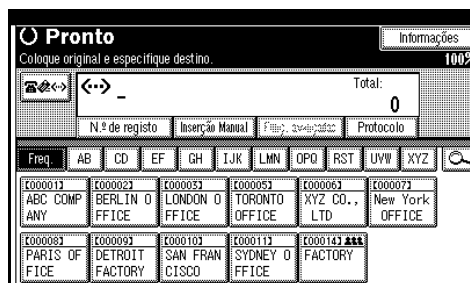 Pronto
Informações
Coloque original e especifique destino.
100%
Total:
0
N.º de registo Inserção Manual Protocolo
Freq. AB CD EF GH IJK LMN OPQ RST UVW XYZ
[00001] [00002] [00003] [00005] [00006] [00007]
ABC COMP BERLIN O LONDON O TORONTO XYZ CO., New York
ANY FFICE FFICE OFFICE LTD OFFICE
[00008] [00009] [00010] [00011] [00014]
PARIS OF DETROIT SAN FRAN SYDNEY O FACTORY
FICE FACTORY CISCO FFICE